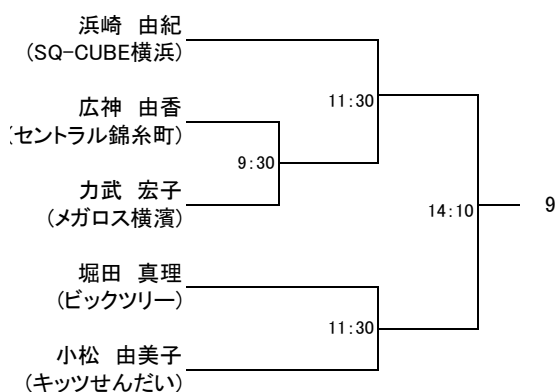 浜崎 由紀
(SQ-CUBE横浜)
11:30
広神 由香
(セントラル錦糸町)
9:30
力武 宏子
(メガロス横濱)
14:10
9
堀田 真理
(ビックツリー)
11:30
小松 由美子
(キッツせんだい)